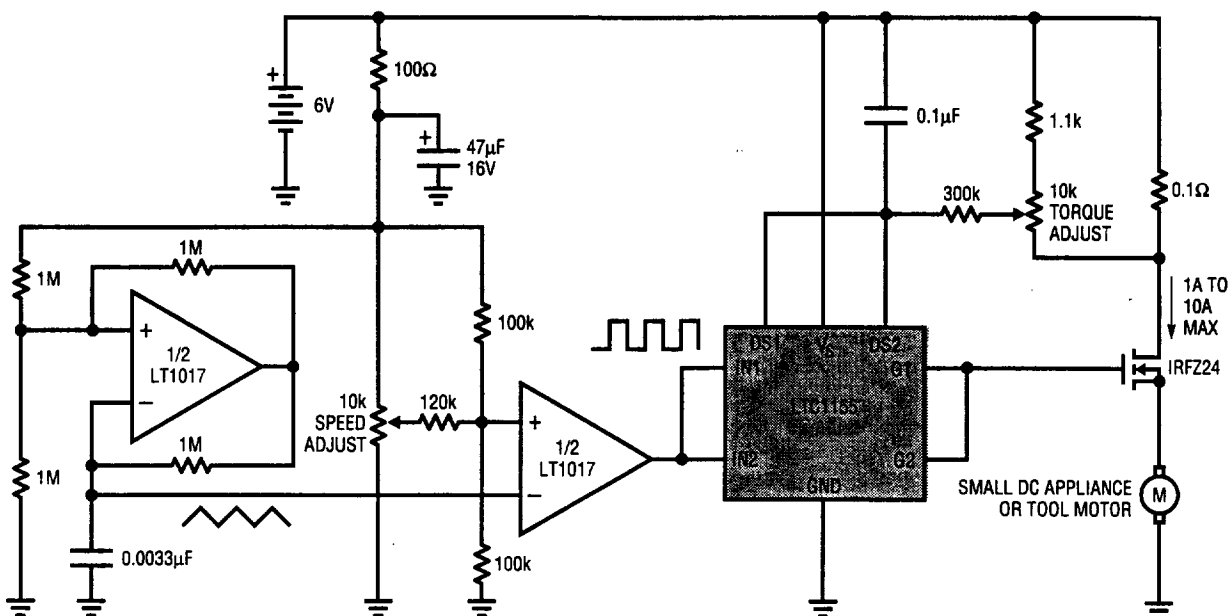 6V
+
100Ω
+
47µF
16V
0.1µF
1.1k
0.1Ω
300k
10k
TORQUE
ADJUST
1A TO
10A
MAX
IRFZ24
1M
1M
+
1/2
LT1017
−
1M
1M
0.0033µF
10k
SPEED
ADJUST
120k
100k
100k
+
1/2
LT1017
−
DS1
VS
DS2
IN1
G1
LTC1155
IN2
G2
GND
SMALL DC APPLIANCE
OR TOOL MOTOR
M